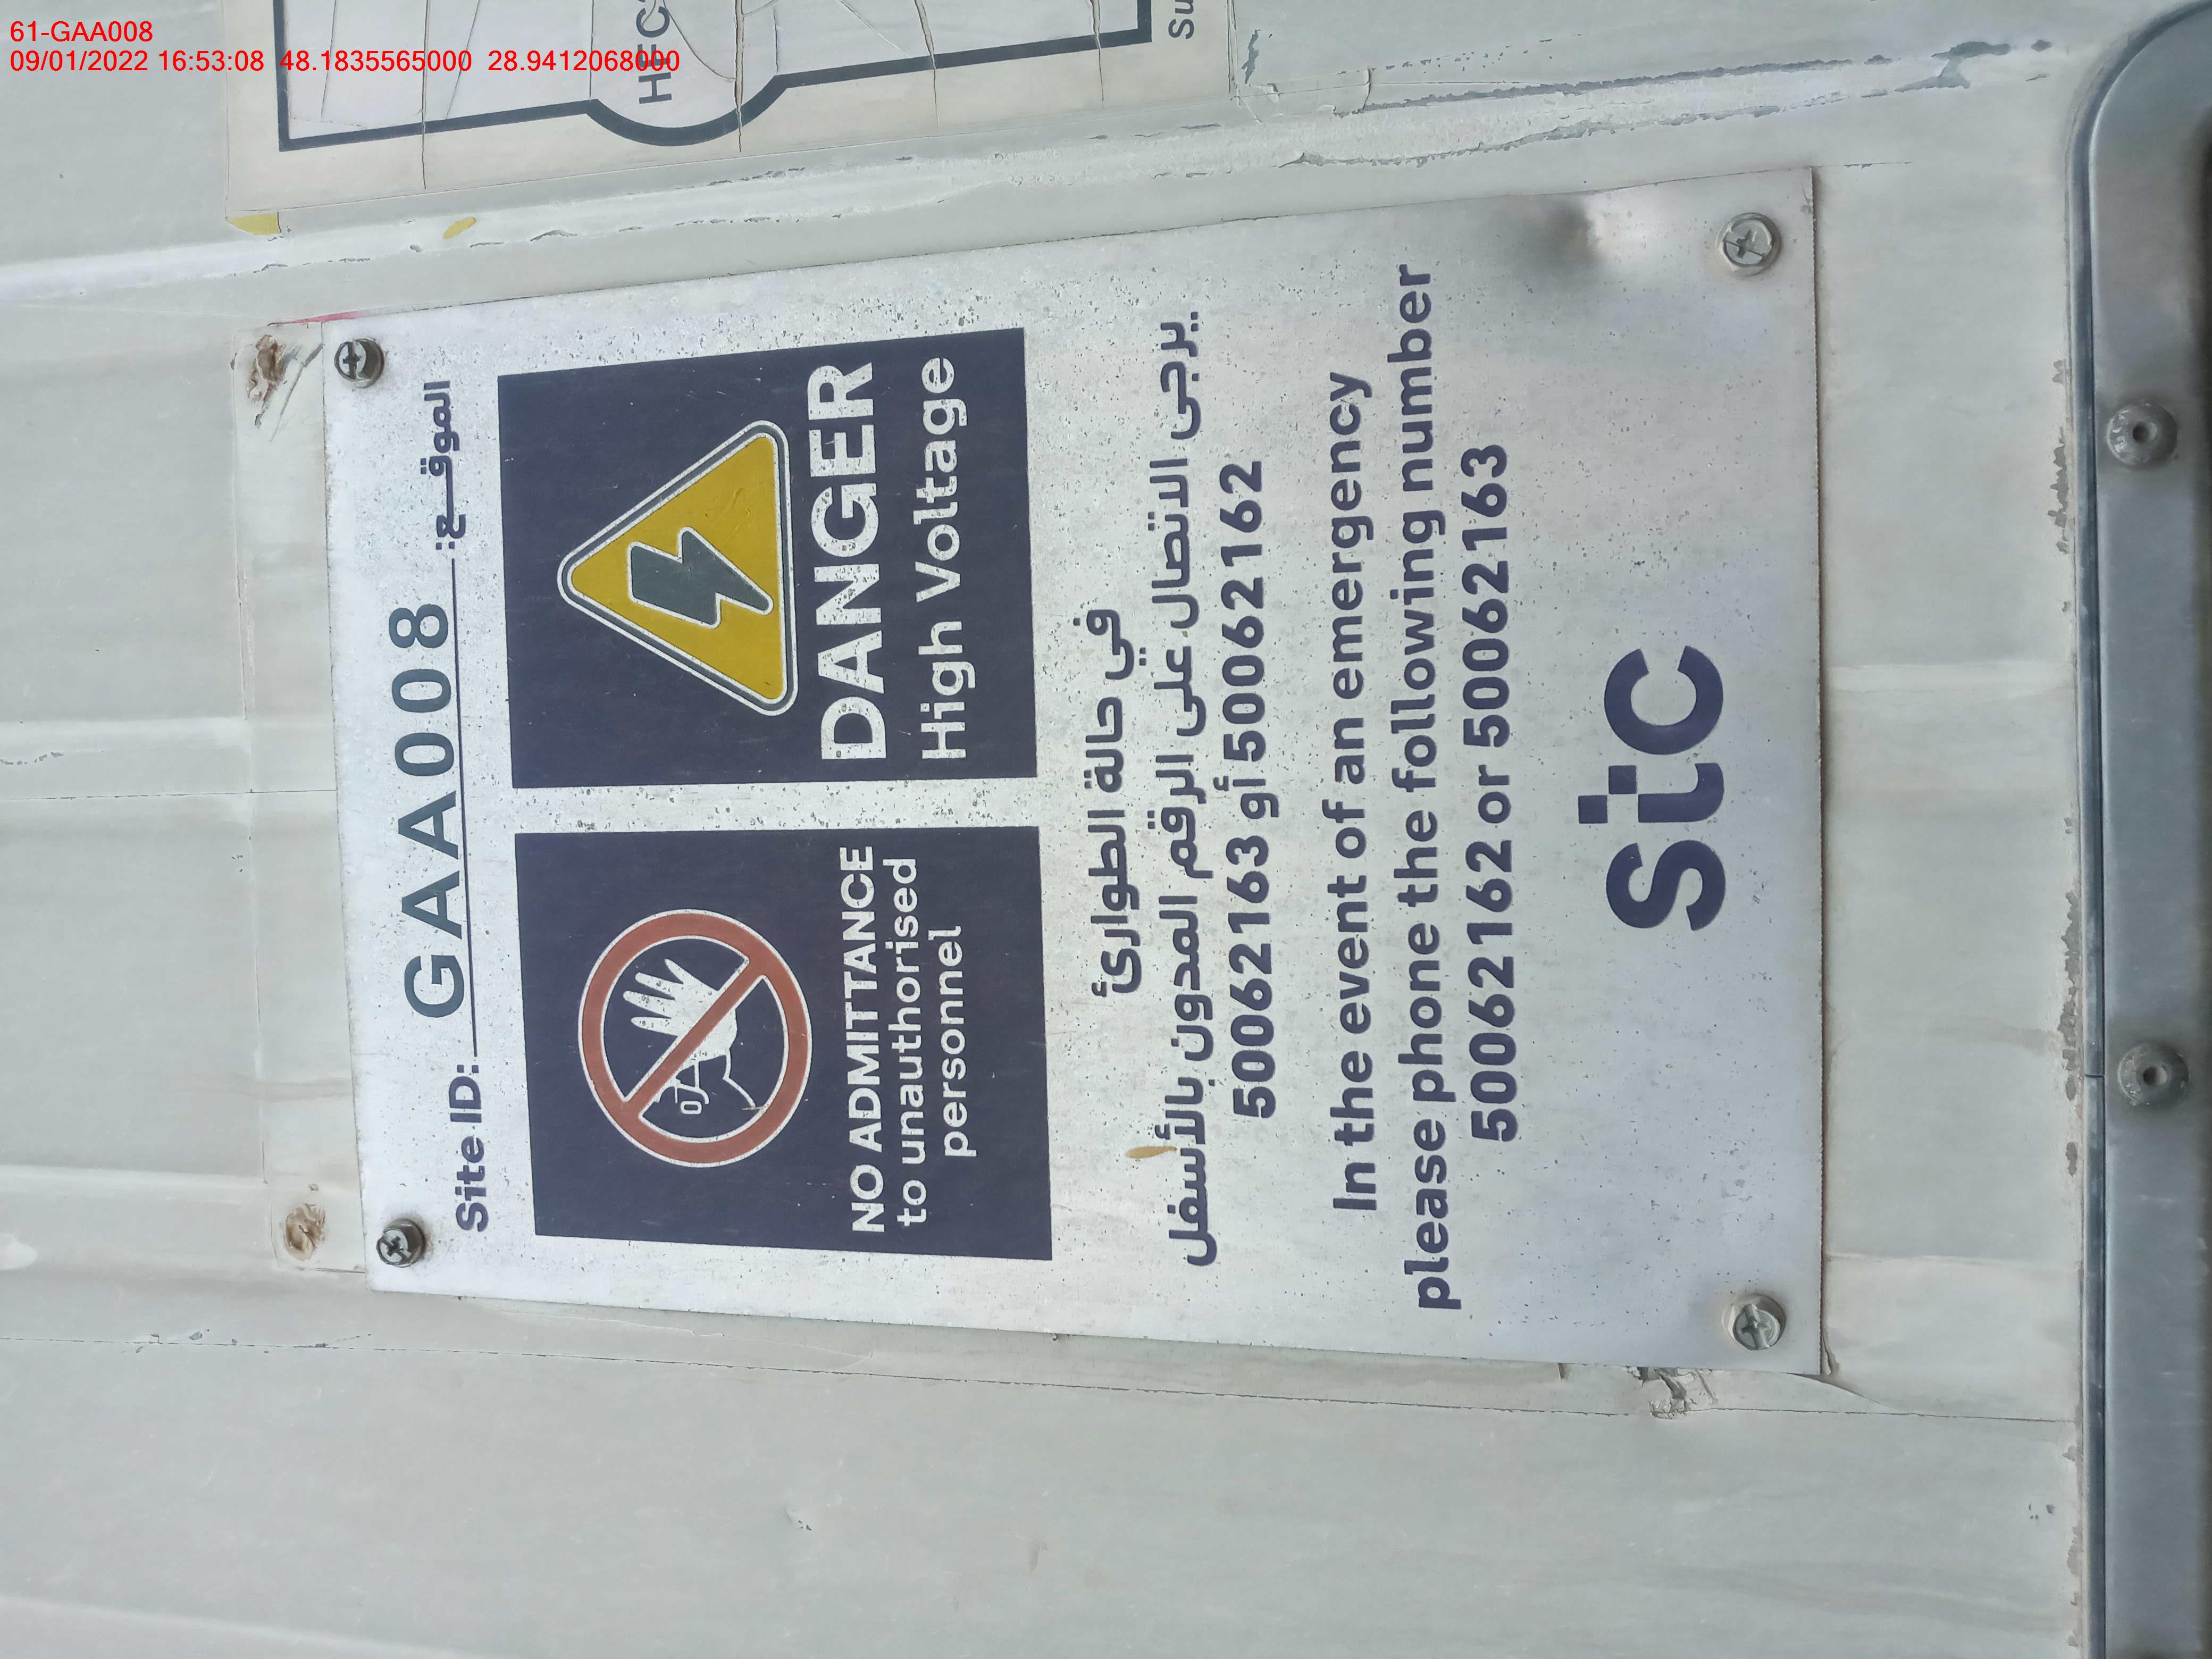 61-GAA008
09/01/2022 16:53:08 48.1835565000 28.9412068000
Site ID: GAA008 الموقع:
NO ADMITTANCE
to unauthorised
personnel
DANGER
High Voltage
في حالة الطوارئ
يرجى الاتصال على الرقم المدون بالأسفل
50062162 أو 50062163
In the event of an emergency
please phone the following number
50062162 or 50062163
stc